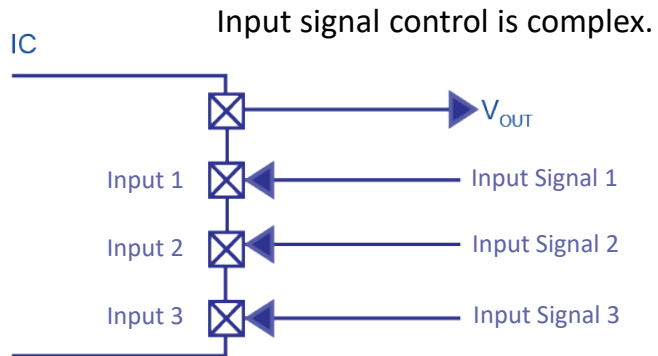 Input signal control is complex.
IC
VOUT
Input 1
Input Signal 1
Input 2
Input Signal 2
Input 3
Input Signal 3